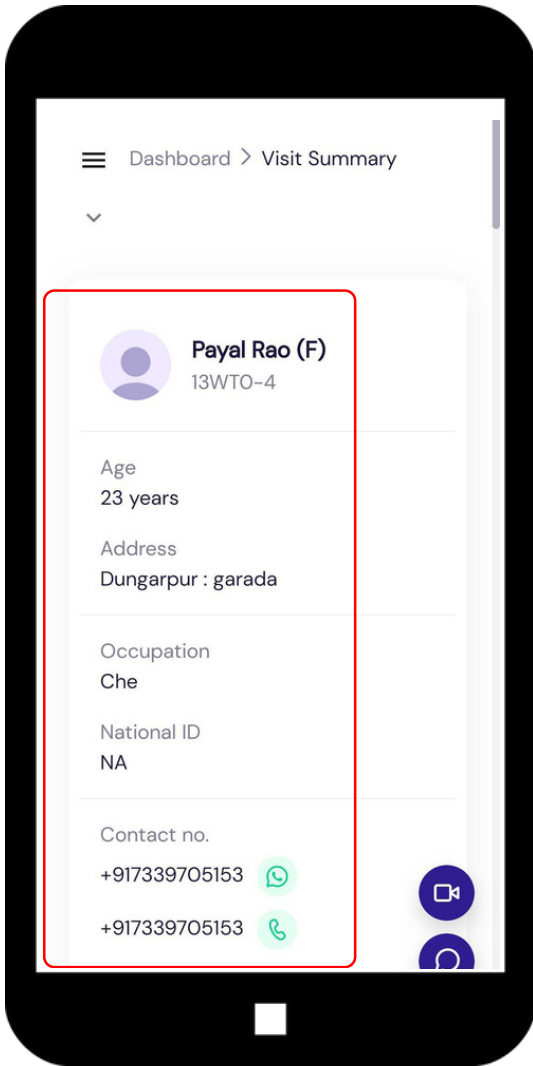 Dashboard > Visit Summary
Payal Rao (F)
13WTO-4
Age
23 years
Address
Dungarpur : garada
Occupation
Che
National ID
NA
Contact no.
+917339705153
+917339705153